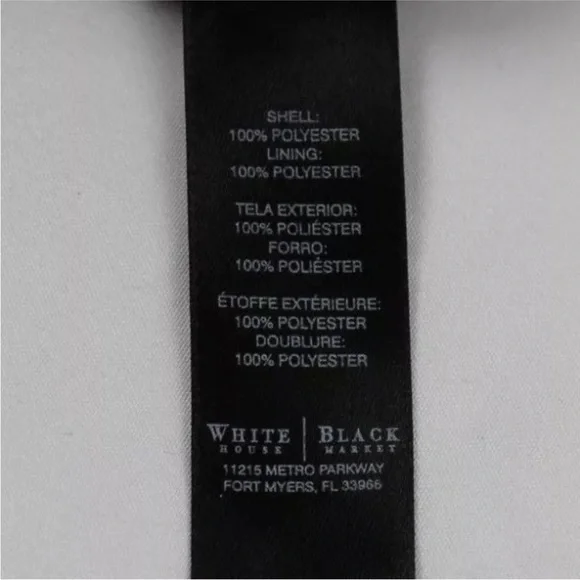 SHELL:
100% POLYESTER
LINING:
100% POLYESTER
TELA EXTERIOR:
100% POLIÉSTER
FORRO:
100% POLIÉSTER
ÉTOFFE EXTÉRIEURE:
100% POLYESTER
DOUBLURE:
100% POLYESTER
WHITE | BLACK
HOUSE MARKET
11215 METRO PARKWAY
FORT MYERS, FL 33966